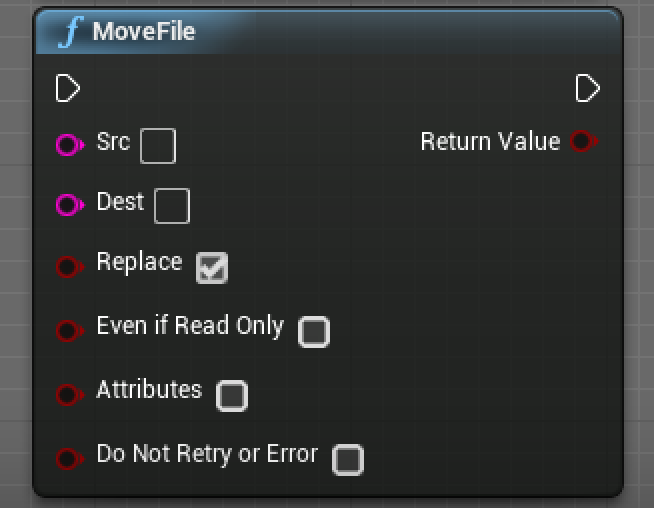 MoveFile
Src
Return Value
Dest
Replace
Even if Read Only
Attributes
Do Not Retry or Error